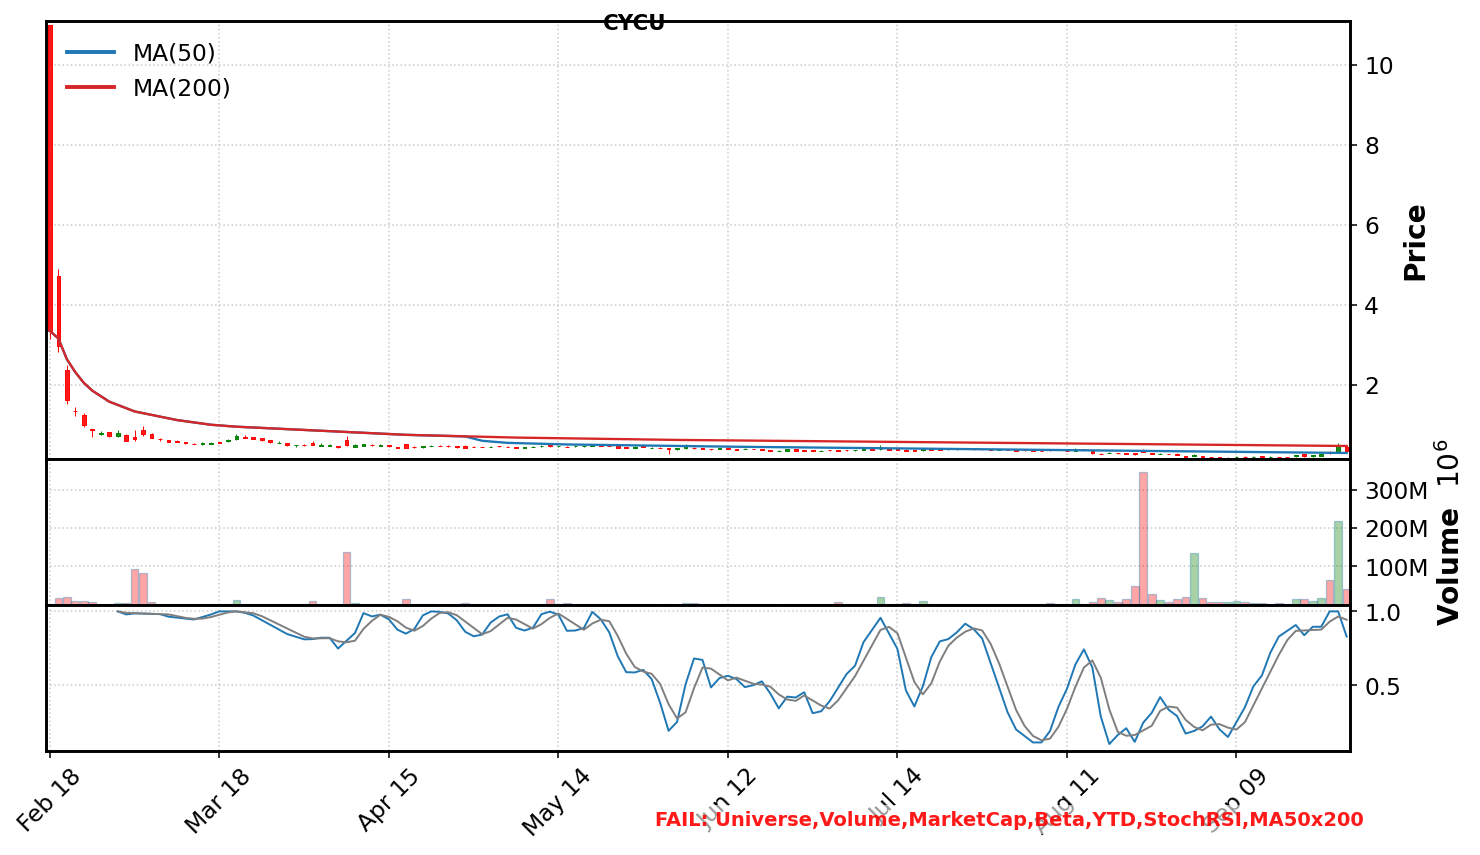 CYCU
MA(50)
MA(200)
10
8
6
4
2
Price
300M
200M
100M
Volume 10^6
1.0
0.5
Feb 18
Mar 18
Apr 15
May 14
Jun 12
Jul 14
Aug 11
Sep 09
FAIL: Universe,Volume,MarketCap,Beta,YTD,StochRSI,MA50x200